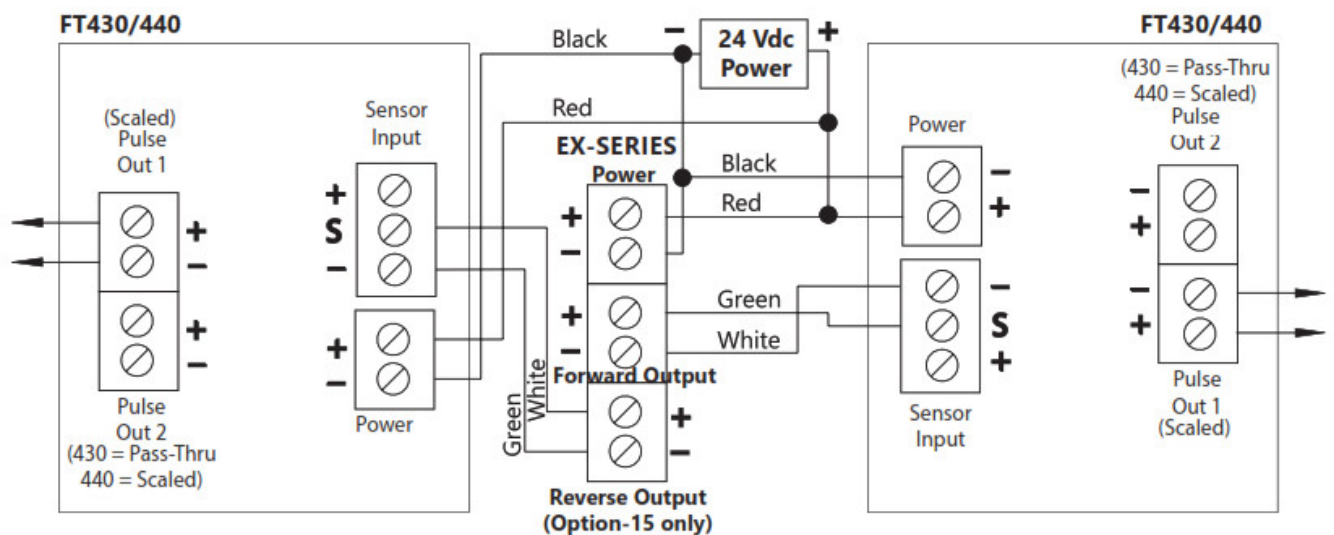 FT430/440
(Scaled)
Pulse
Out 1
+
−
+
−
Pulse
Out 2
(430 = Pass-Thru
440 = Scaled)
Sensor
Input
+
S
−
+
−
Power
Black
Red
− 24 Vdc +
Power
EX-SERIES
Power
+
−
Black
Red
+
−
Green
White
Forward Output
Green
White
+
−
Reverse Output
(Option-15 only)
FT430/440
(430 = Pass-Thru
440 = Scaled)
Pulse
Out 2
Power
−
+
−
S
+
Sensor
Input
−
+
−
+
Pulse
Out 1
(Scaled)